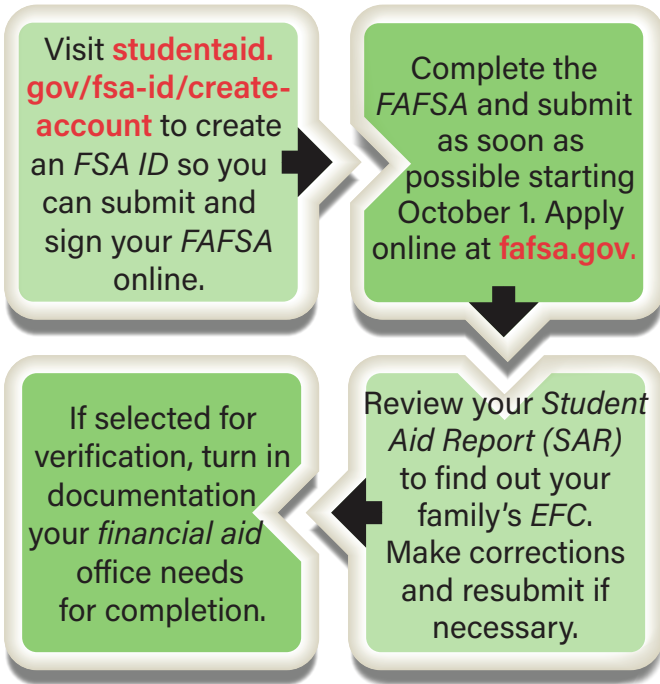 Visit studentaid.
gov/fsa-id/create-
account to create
an FSA ID so you
can submit and
sign your FAFSA
online.
Complete the
FAFSA and submit
as soon as
possible starting
October 1. Apply
online at fafsa.gov.
Review your Student
Aid Report (SAR)
to find out your
family’s EFC.
Make corrections
and resubmit if
necessary.
If selected for
verification, turn in
documentation
your financial aid
office needs
for completion.